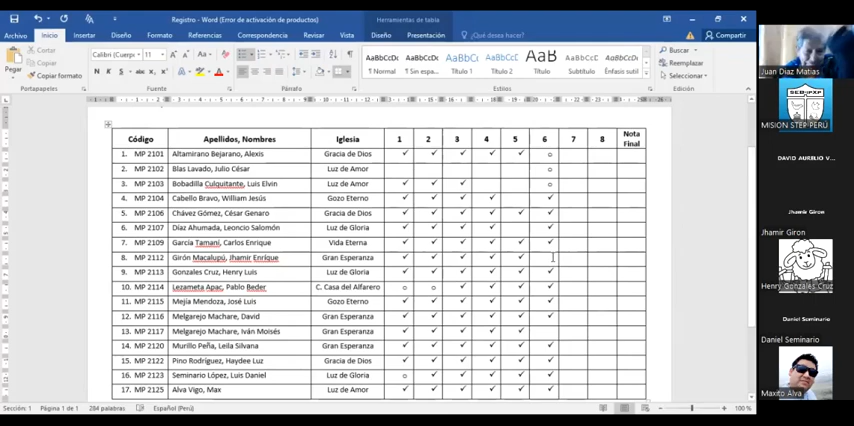 Registro - Word (Error de activación de productos)
Herramientas de tabla
Archivo Inicio Insertar Diseño Formato Referencias Correspondencia Revisar Vista Diseño Presentación ¿Qué desea hacer? Compartir
Pegar
Cortar
Copiar
Copiar formato
Calibri (Cuerpo 11
N K S abc x₂ x² A
AaBbCcDc AaBbCcDc AaBbCc AaBbCcC AaB AaBbCcD AaBbCcDt
¶ Normal ¶ Sin espa... Título 1 Título 2 Título Subtítulo Énfasis sutil
Buscar
Reemplazar
Seleccionar
Portapapeles Fuente Párrafo Estilos Edición
Código Apellidos, Nombres Iglesia 1 2 3 4 5 6 7 8 Nota Final
1. MP 2101 Altamirano Bejarano, Alexis Gracia de Dios ✓ ✓ ✓ ✓ ✓ o
2. MP 2102 Blas Lavado, Julio César Luz de Amor o
3. MP 2103 Bobadilla Culquitante, Luis Elvin Luz de Amor ✓ ✓ ✓ o
4. MP 2104 Cabello Bravo, William Jesús Gozo Eterno ✓ ✓ ✓ ✓ ✓
5. MP 2106 Chávez Gómez, César Genaro Gracia de Dios ✓ ✓ ✓ ✓ ✓ ✓
6. MP 2107 Díaz Ahumada, Leoncio Salomón Luz de Gloria ✓ ✓ ✓ ✓ ✓
7. MP 2109 García Tamaní, Carlos Enrique Vida Eterna ✓ ✓ ✓ ✓ ✓ ✓
8. MP 2112 Girón Macalupú, Jhamir Enríque Gran Esperanza ✓ ✓ ✓ ✓ ✓
9. MP 2113 Gonzales Cruz, Henry Luis Luz de Gloria ✓ ✓ ✓ ✓ ✓ ✓
10. MP 2114 Lezameta Apac, Pablo Beder C. Casa del Alfarero o o ✓ ✓ ✓ ✓
11. MP 2115 Mejía Mendoza, José Luis Gozo Eterno ✓ ✓ ✓ ✓ ✓ ✓
12. MP 2116 Melgarejo Machare, David Gran Esperanza ✓ ✓ ✓ ✓ ✓ ✓
13. MP 2117 Melgarejo Machare, Iván Moisés Gran Esperanza ✓ ✓ ✓ ✓ ✓
14. MP 2120 Murillo Peña, Leila Silvana Gran Esperanza ✓ ✓ ✓ ✓ ✓ ✓
15. MP 2122 Pino Rodríguez, Haydee Luz Gracia de Dios ✓ ✓ ✓ ✓ ✓ ✓
16. MP 2123 Seminario López, Luis Daniel Luz de Gloria o ✓ ✓ ✓ ✓ ✓
17. MP 2125 Alva Vigo, Max Luz de Amor ✓ ✓ ✓ ✓ ✓ ✓
Sección: 1 Página 1 de 1 284 palabras Español (Perú) 100 %
Juan Diaz Matias
MISION STEP PERÚ
DAVID AURELIO V...
Jhamir Giron
Jhamir Giron
Henry Gonzáles Cruz
Daniel Seminario
Daniel Seminario
Maxito Alva